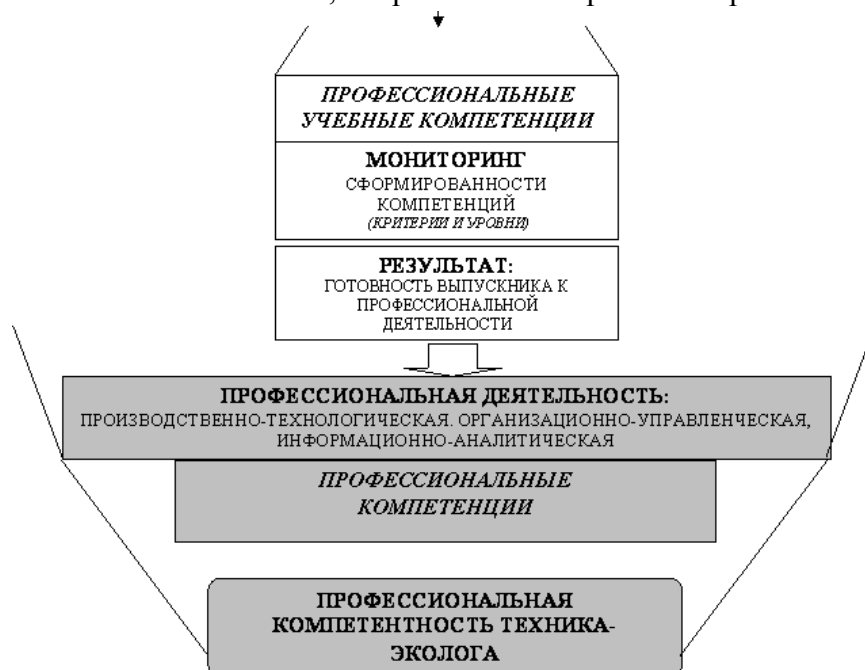 ПРОФЕССИОНАЛЬНЫЕ
УЧЕБНЫЕ КОМПЕТЕНЦИИ
МОНИТОРИНГ
СФОРМИРОВАННОСТИ
КОМПЕТЕНЦИЙ
(КРИТЕРИИ И УРОВНИ)
РЕЗУЛЬТАТ:
ГОТОВНОСТЬ ВЫПУСКНИКА К
ПРОФЕССИОНАЛЬНОЙ
ДЕЯТЕЛЬНОСТИ
ПРОФЕССИОНАЛЬНАЯ ДЕЯТЕЛЬНОСТЬ:
ПРОИЗВОДСТВЕННО-ТЕХНОЛОГИЧЕСКАЯ. ОРГАНИЗАЦИОННО-УПРАВЛЕНЧЕСКАЯ,
ИНФОРМАЦИОННО-АНАЛИТИЧЕСКАЯ
ПРОФЕССИОНАЛЬНЫЕ
КОМПЕТЕНЦИИ
ПРОФЕССИОНАЛЬНАЯ
КОМПЕТЕНТНОСТЬ ТЕХНИКА-
ЭКОЛОГА